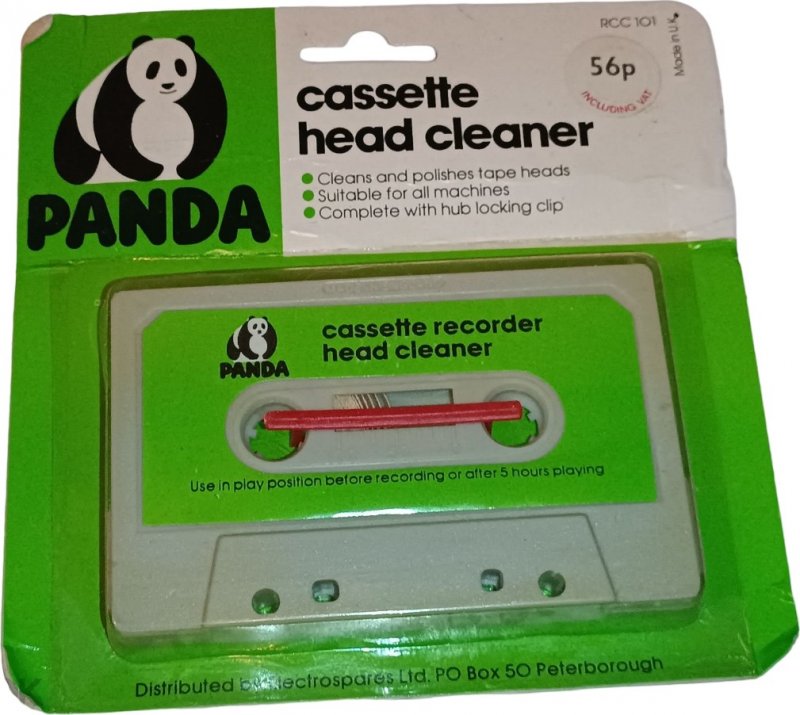 RCC 101
Made in U.K.
56p
INCLUDING VAT
PANDA
cassette
head cleaner
Cleans and polishes tape heads
Suitable for all machines
Complete with hub locking clip
PANDA
cassette recorder
head cleaner
Use in play position before recording or after 5 hours playing
Distributed by Electrospares Ltd. PO Box 50 Peterborough